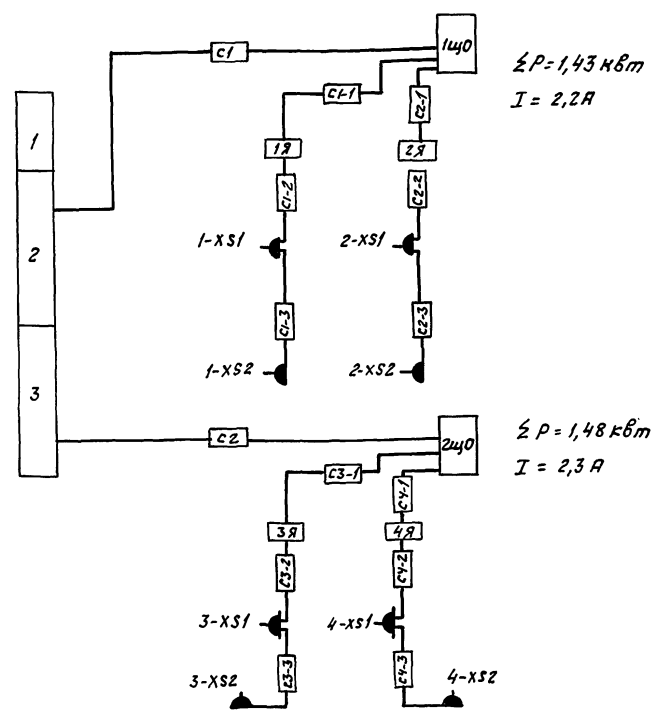 С1
1ЩО
ΣP=1,43 квт
I = 2,2А
С1-1
С2-1
1
1Я
2Я
С1-2
С2-2
2
1-XS1
2-XS1
С1-3
С2-3
1-XS2
2-XS2
3
С2
2ЩО
ΣP=1,48 квт
I = 2,3 А
С3-1
С4-1
3Я
4Я
С3-2
С4-2
3-XS1
4-XS1
С3-3
С4-3
3-XS2
4-XS2